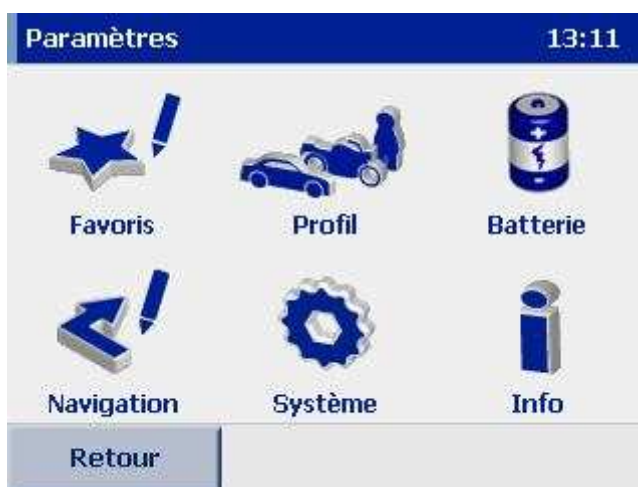 Paramètres 13:11
Favoris Profil Batterie
Navigation Système Info
Retour